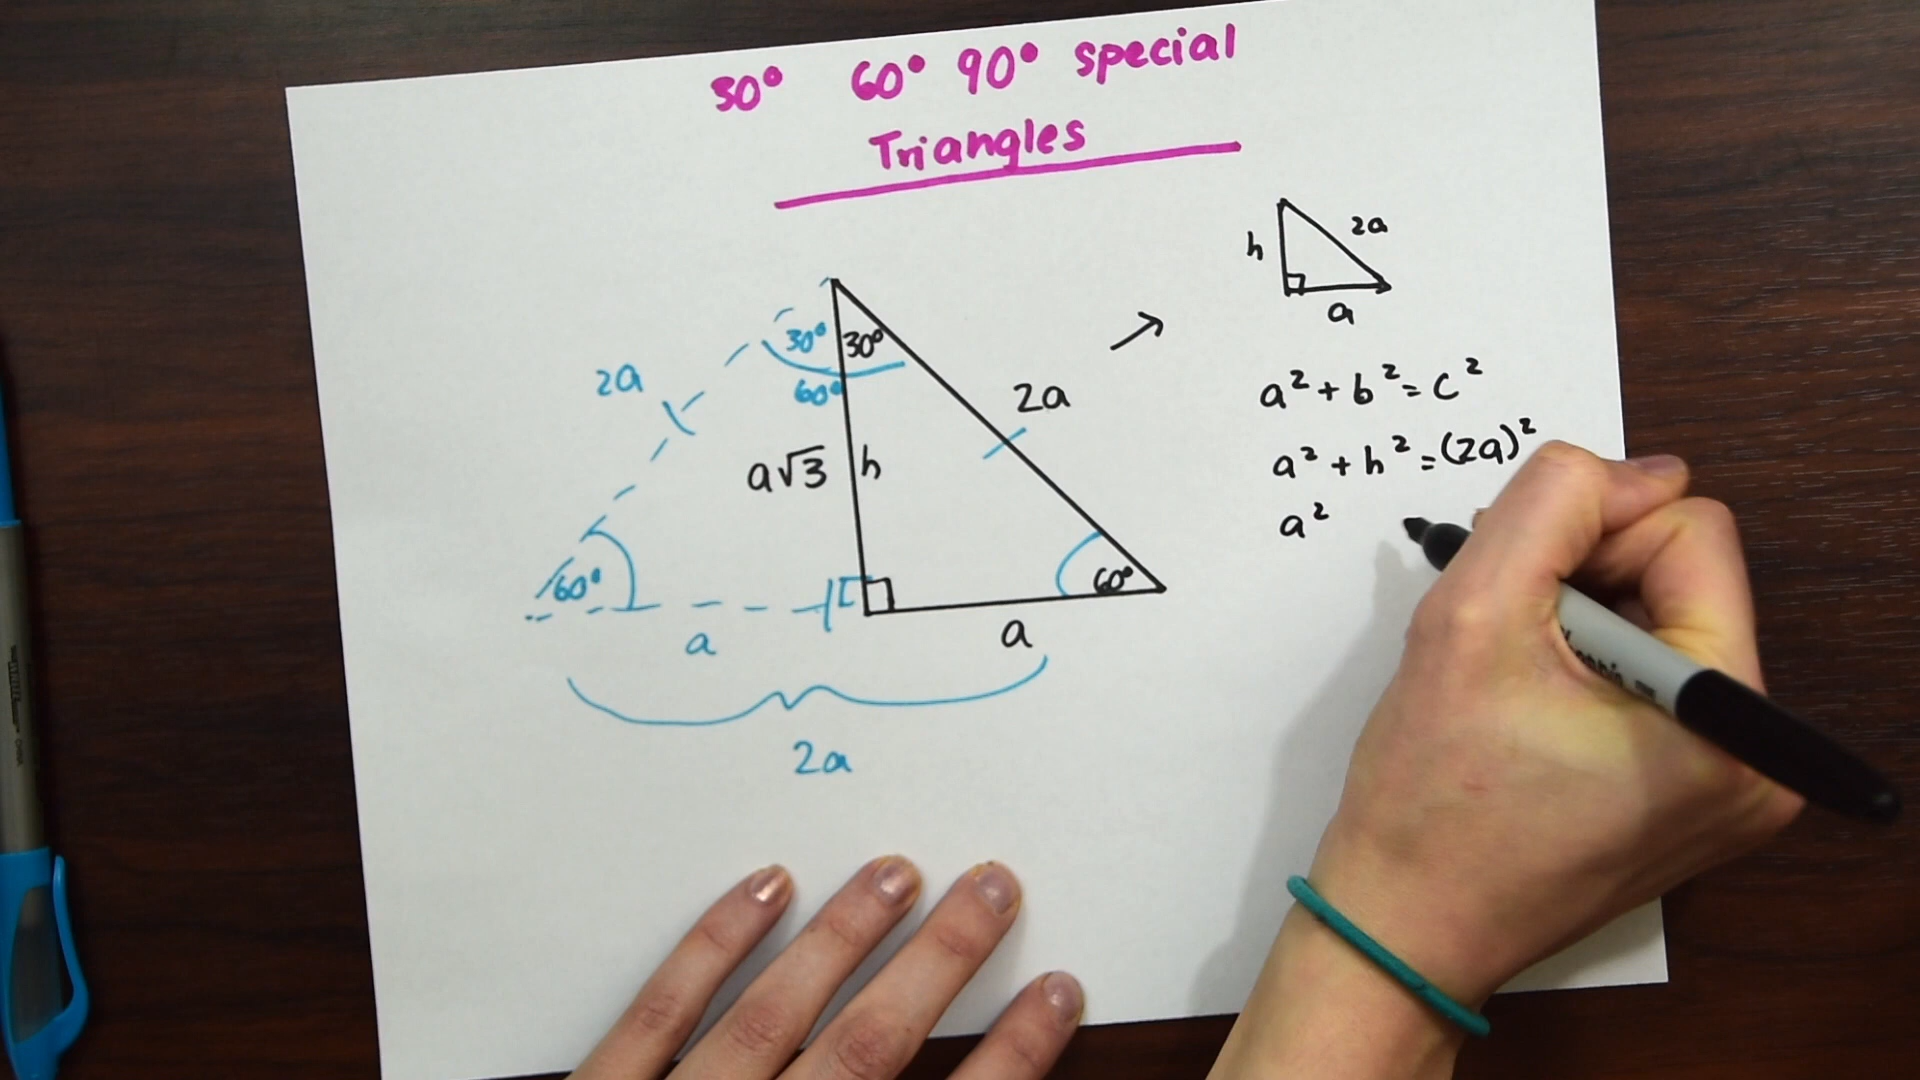 30° 60° 90° special
Triangles
h
2a
a
30°
30°
60°
2a
2a
a√3
h
60°
60°
a
a
2a
a² + b² = c²
a² + h² = (2a)²
a²